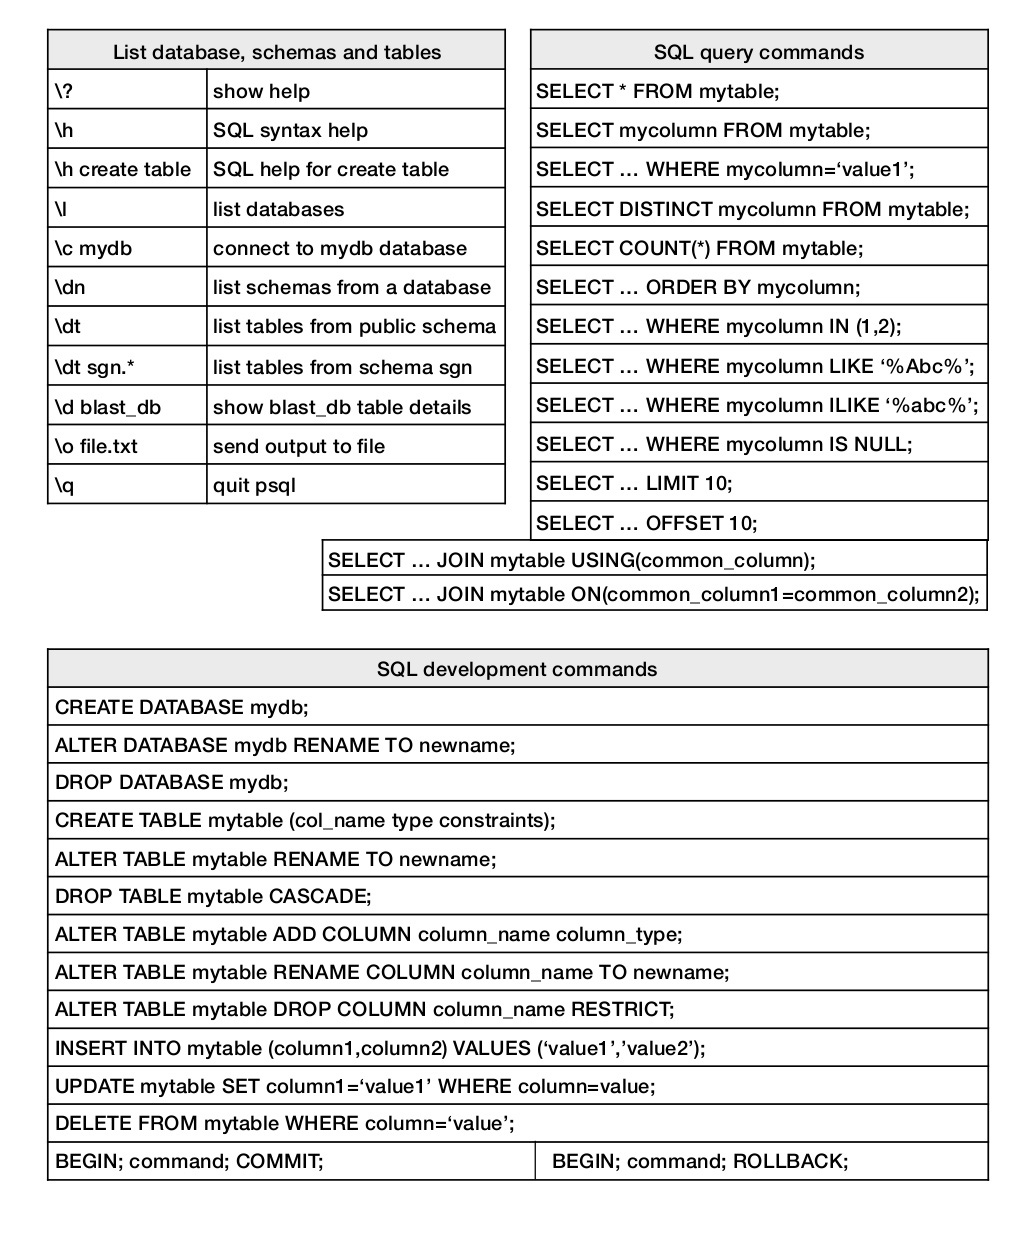 List database, schemas and tables
\? show help
\h SQL syntax help
\h create table SQL help for create table
\l list databases
\c mydb connect to mydb database
\dn list schemas from a database
\dt list tables from public schema
\dt sgn.* list tables from schema sgn
\d blast_db show blast_db table details
\o file.txt send output to file
\q quit psql
SQL query commands
SELECT * FROM mytable;
SELECT mycolumn FROM mytable;
SELECT … WHERE mycolumn=‘value1’;
SELECT DISTINCT mycolumn FROM mytable;
SELECT COUNT(*) FROM mytable;
SELECT … ORDER BY mycolumn;
SELECT … WHERE mycolumn IN (1,2);
SELECT … WHERE mycolumn LIKE ‘%Abc%’;
SELECT … WHERE mycolumn ILIKE ‘%abc%’;
SELECT … WHERE mycolumn IS NULL;
SELECT … LIMIT 10;
SELECT … OFFSET 10;
SELECT … JOIN mytable USING(common_column);
SELECT … JOIN mytable ON(common_column1=common_column2);
SQL development commands
CREATE DATABASE mydb;
ALTER DATABASE mydb RENAME TO newname;
DROP DATABASE mydb;
CREATE TABLE mytable (col_name type constraints);
ALTER TABLE mytable RENAME TO newname;
DROP TABLE mytable CASCADE;
ALTER TABLE mytable ADD COLUMN column_name column_type;
ALTER TABLE mytable RENAME COLUMN column_name TO newname;
ALTER TABLE mytable DROP COLUMN column_name RESTRICT;
INSERT INTO mytable (column1,column2) VALUES (‘value1’,’value2’);
UPDATE mytable SET column1=‘value1’ WHERE column=value;
DELETE FROM mytable WHERE column=‘value’;
BEGIN; command; COMMIT; BEGIN; command; ROLLBACK;